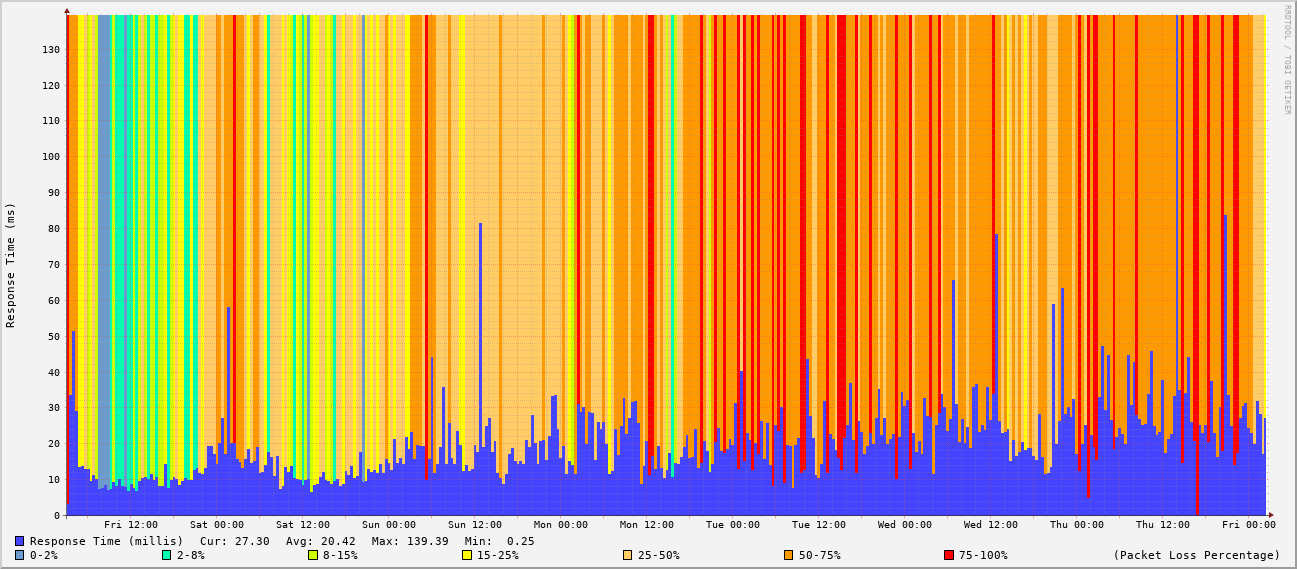 RRDTOOL / TOBI OETIKER
Response Time (ms)
130
120
110
100
90
80
70
60
50
40
30
20
10
0
Fri 12:00 Sat 00:00 Sat 12:00 Sun 00:00 Sun 12:00 Mon 00:00 Mon 12:00 Tue 00:00 Tue 12:00 Wed 00:00 Wed 12:00 Thu 00:00 Thu 12:00 Fri 00:00
Response Time (millis) Cur: 27.30 Avg: 20.42 Max: 139.39 Min: 0.25
0-2% 2-8% 8-15% 15-25% 25-50% 50-75% 75-100% (Packet Loss Percentage)